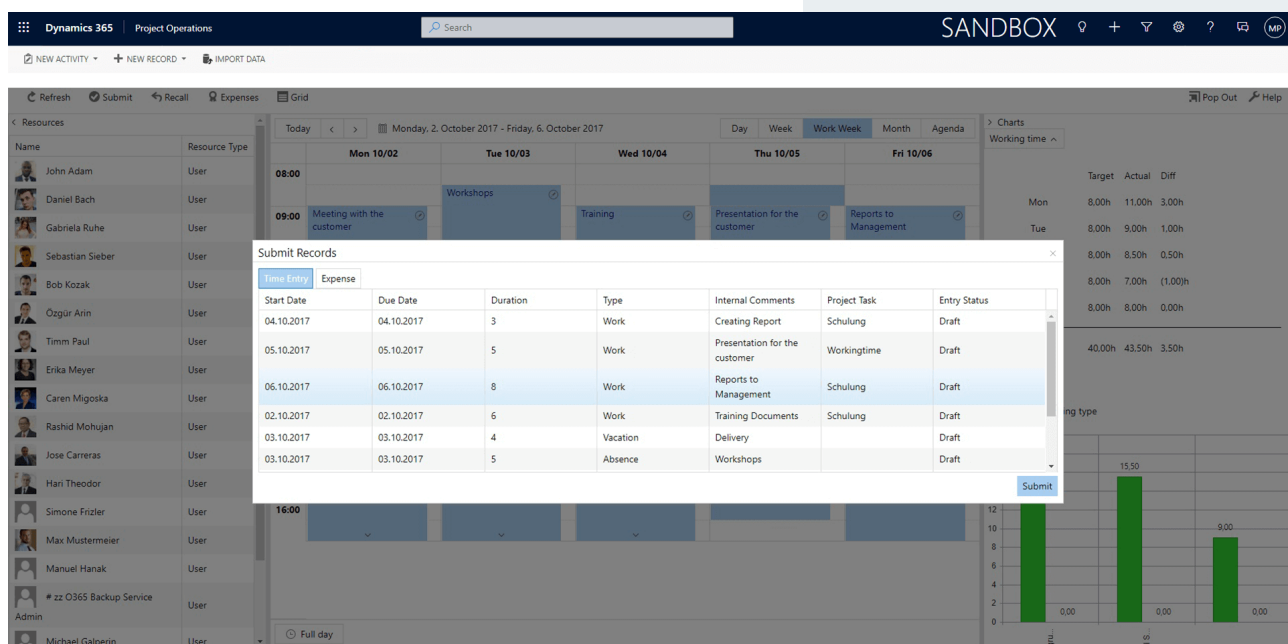 Dynamics 365 Project Operations Search SANDBOX ? MP
NEW ACTIVITY NEW RECORD IMPORT DATA
Refresh Submit Recall Expenses Grid Pop Out Help
Resources
Name Resource Type
John Adam User
Daniel Bach User
Gabriela Ruhe User
Sebastian Sieber User
Bob Kozak User
Özgür Arin User
Timm Paul User
Erika Meyer User
Caren Migoska User
Rashid Mohujan User
Jose Carreras User
Hari Theodor User
Simone Frizler User
Max Mustermeier User
Manuel Hanak User
# zz O365 Backup Service
Admin User
Michael Galperin User
Today < > Monday, 2. October 2017 - Friday, 6. October 2017 Day Week Work Week Month Agenda
Mon 10/02 Tue 10/03 Wed 10/04 Thu 10/05 Fri 10/06
08:00
Workshops
09:00 Meeting with the customer Training Presentation for the customer Reports to Management
Submit Records
Time Entry Expense
Start Date Due Date Duration Type Internal Comments Project Task Entry Status
04.10.2017 04.10.2017 3 Work Creating Report Schulung Draft
05.10.2017 05.10.2017 5 Work Presentation for the customer Workingtime Draft
06.10.2017 06.10.2017 8 Work Reports to Management Schulung Draft
02.10.2017 02.10.2017 6 Work Training Documents Schulung Draft
03.10.2017 03.10.2017 4 Vacation Delivery Draft
03.10.2017 03.10.2017 5 Absence Workshops Draft
Submit
16:00
Full day
Charts
Working time
Target Actual Diff
Mon 8,00h 11,00h 3,00h
Tue 8,00h 9,00h 1,00h
8,00h 8,50h 0,50h
8,00h 7,00h (1,00)h
8,00h 8,00h 0,00h
40,00h 43,50h 3,50h
ng type
15,50
12
10 9,00
8
6
4
2 0,00 0,00 0,00
0